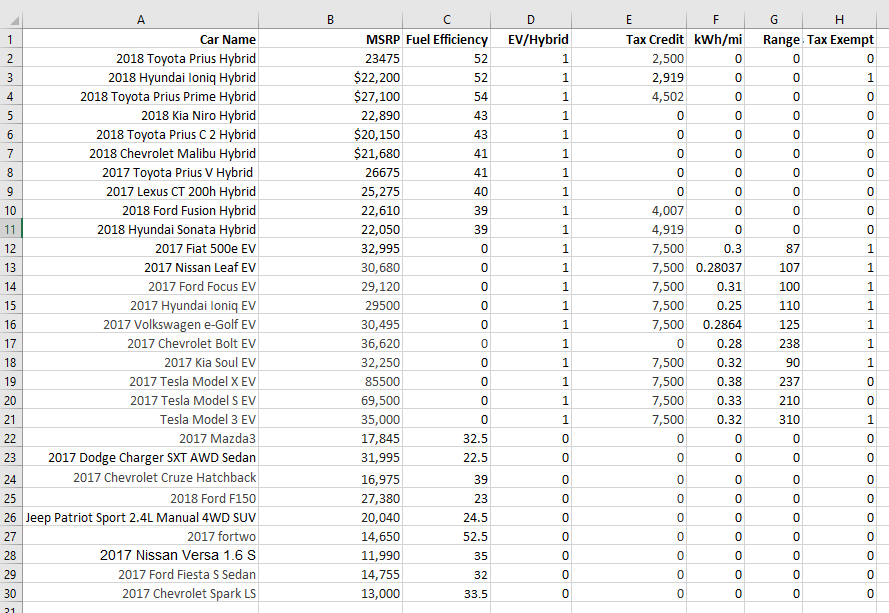 A B C D E F G H
1 Car Name MSRP Fuel Efficiency EV/Hybrid Tax Credit kWh/mi Range Tax Exempt
2 2018 Toyota Prius Hybrid 23475 52 1 2,500 0 0 0
3 2018 Hyundai Ioniq Hybrid $22,200 52 1 2,919 0 0 1
4 2018 Toyota Prius Prime Hybrid $27,100 54 1 4,502 0 0 0
5 2018 Kia Niro Hybrid 22,890 43 1 0 0 0 0
6 2018 Toyota Prius C 2 Hybrid $20,150 43 1 0 0 0 0
7 2018 Chevrolet Malibu Hybrid $21,680 41 1 0 0 0 0
8 2017 Toyota Prius V Hybrid 26675 41 1 0 0 0 0
9 2017 Lexus CT 200h Hybrid 25,275 40 1 0 0 0 0
10 2018 Ford Fusion Hybrid 22,610 39 1 4,007 0 0 0
11 2018 Hyundai Sonata Hybrid 22,050 39 1 4,919 0 0 0
12 2017 Fiat 500e EV 32,995 0 1 7,500 0.3 87 1
13 2017 Nissan Leaf EV 30,680 0 1 7,500 0.28037 107 1
14 2017 Ford Focus EV 29,120 0 1 7,500 0.31 100 1
15 2017 Hyundai Ioniq EV 29500 0 1 7,500 0.25 110 1
16 2017 Volkswagen e-Golf EV 30,495 0 1 7,500 0.2864 125 1
17 2017 Chevrolet Bolt EV 36,620 0 1 0 0.28 238 1
18 2017 Kia Soul EV 32,250 0 1 7,500 0.32 90 1
19 2017 Tesla Model X EV 85500 0 1 7,500 0.38 237 0
20 2017 Tesla Model S EV 69,500 0 1 7,500 0.33 210 0
21 Tesla Model 3 EV 35,000 0 1 7,500 0.32 310 1
22 2017 Mazda3 17,845 32.5 0 0 0 0 0
23 2017 Dodge Charger SXT AWD Sedan 31,995 22.5 0 0 0 0 0
24 2017 Chevrolet Cruze Hatchback 16,975 39 0 0 0 0 0
25 2018 Ford F150 27,380 23 0 0 0 0 0
26 Jeep Patriot Sport 2.4L Manual 4WD SUV 20,040 24.5 0 0 0 0 0
27 2017 fortwo 14,650 52.5 0 0 0 0 0
28 2017 Nissan Versa 1.6 S 11,990 35 0 0 0 0 0
29 2017 Ford Fiesta S Sedan 14,755 32 0 0 0 0 0
30 2017 Chevrolet Spark LS 13,000 33.5 0 0 0 0 0